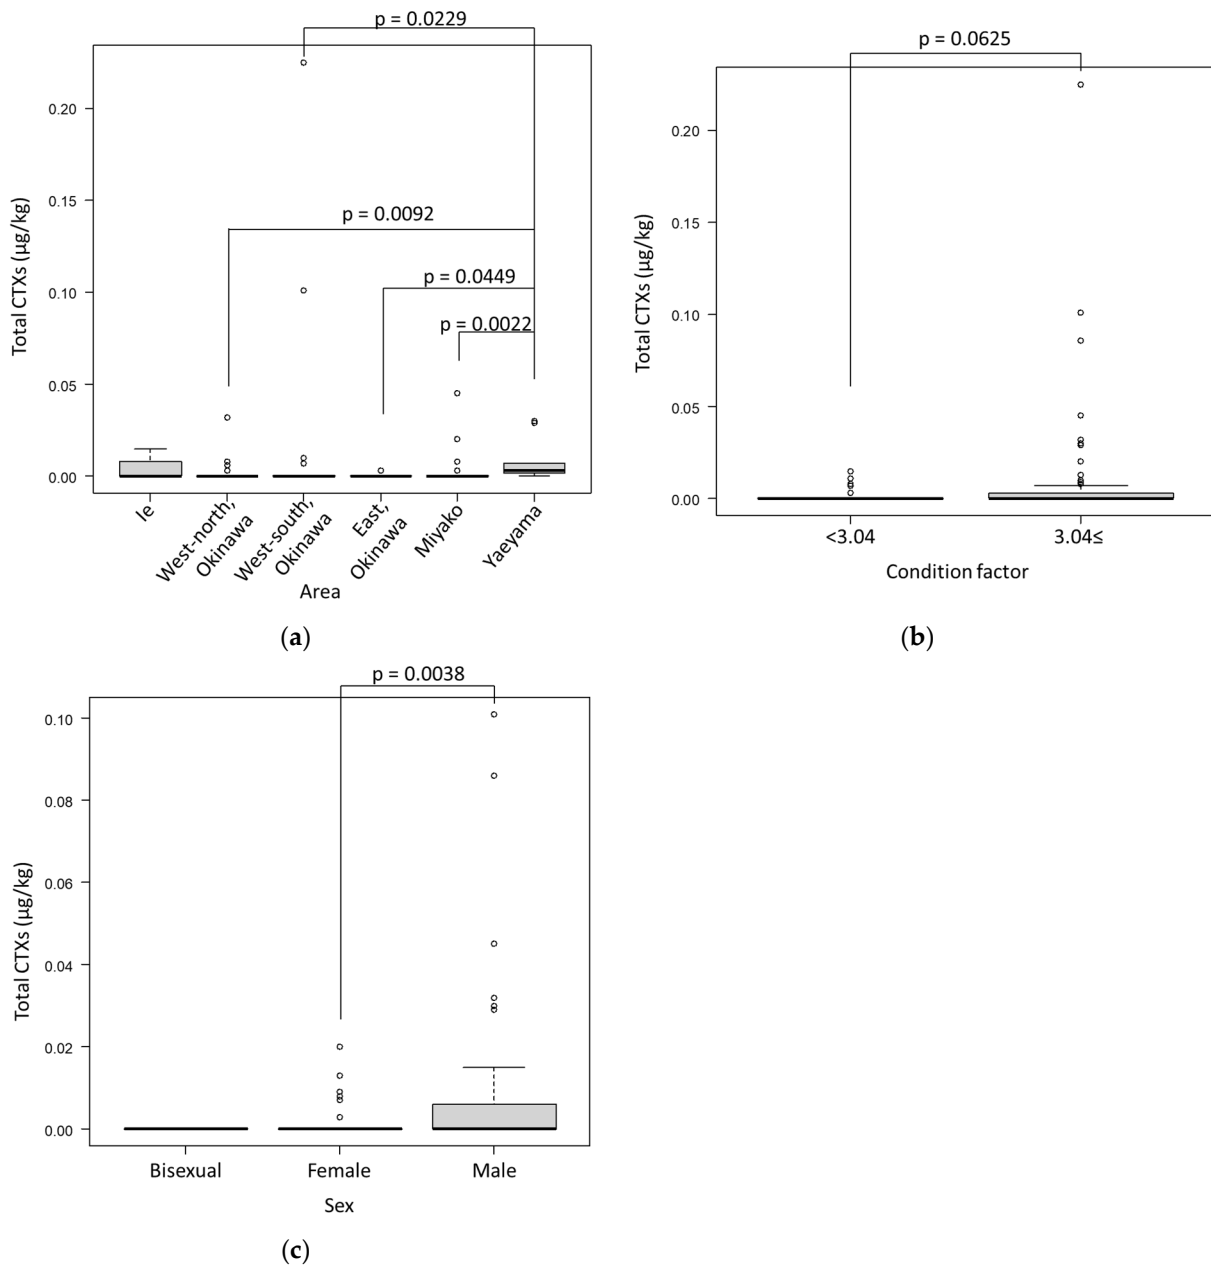 p = 0.0229
0.20
0.15
0.10
0.05
0.00
Total CTXs (µg/kg)
p = 0.0092
p = 0.0449
p = 0.0022
Ie
West-north,
Okinawa
West-south,
Okinawa
East,
Okinawa
Miyako
Yaeyama
Area
(a)
p = 0.0625
0.20
0.15
0.10
0.05
0.00
Total CTXs (µg/kg)
<3.04
3.04≤
Condition factor
(b)
p = 0.0038
0.10
0.08
0.06
0.04
0.02
0.00
Total CTXs (µg/kg)
Bisexual
Female
Male
Sex
(c)